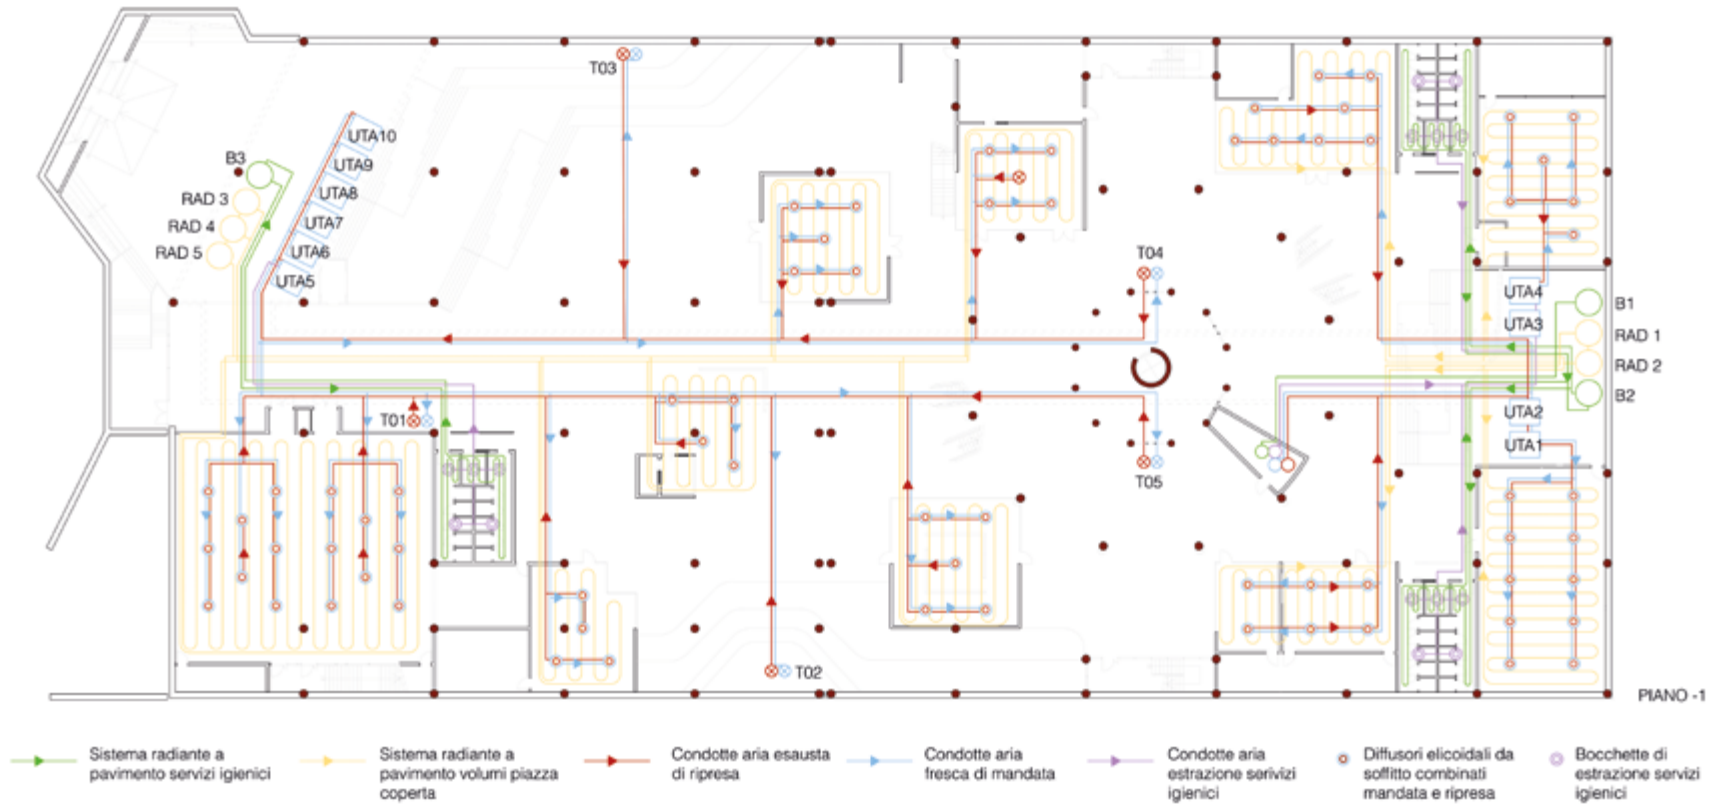 T03
UTA10
B3
UTA9
RAD 3
UTA8
RAD 4
UTA7
RAD 5
UTA6
UTA5
T04
UTA4
B1
UTA3
RAD 1
RAD 2
B2
UTA2
T01
UTA1
T05
T02
PIANO -1
Sistema radiante a
pavimento servizi igienici
Sistema radiante a
pavimento volumi piazza
coperta
Condotte aria esausta
di ripresa
Condotte aria
fresca di mandata
Condotte aria
estrazione serivizi
igienici
Diffusori elicoidali da
soffitto combinati
mandata e ripresa
Bocchette di
estrazione servizi
igienici